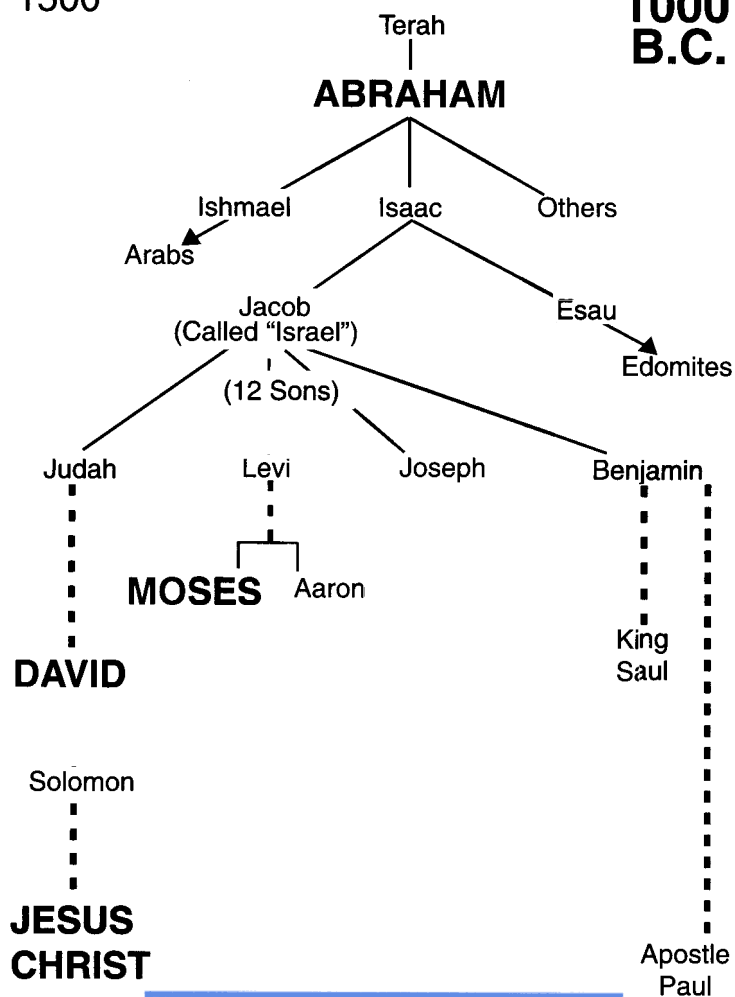 1500
Terah
1000
B.C.
ABRAHAM
Ishmael
Isaac
Others
Arabs
Jacob
(Called “Israel”)
Esau
Edomites
(12 Sons)
Judah
Levi
Joseph
Benjamin
MOSES
Aaron
King
Saul
DAVID
Solomon
JESUS
CHRIST
Apostle
Paul